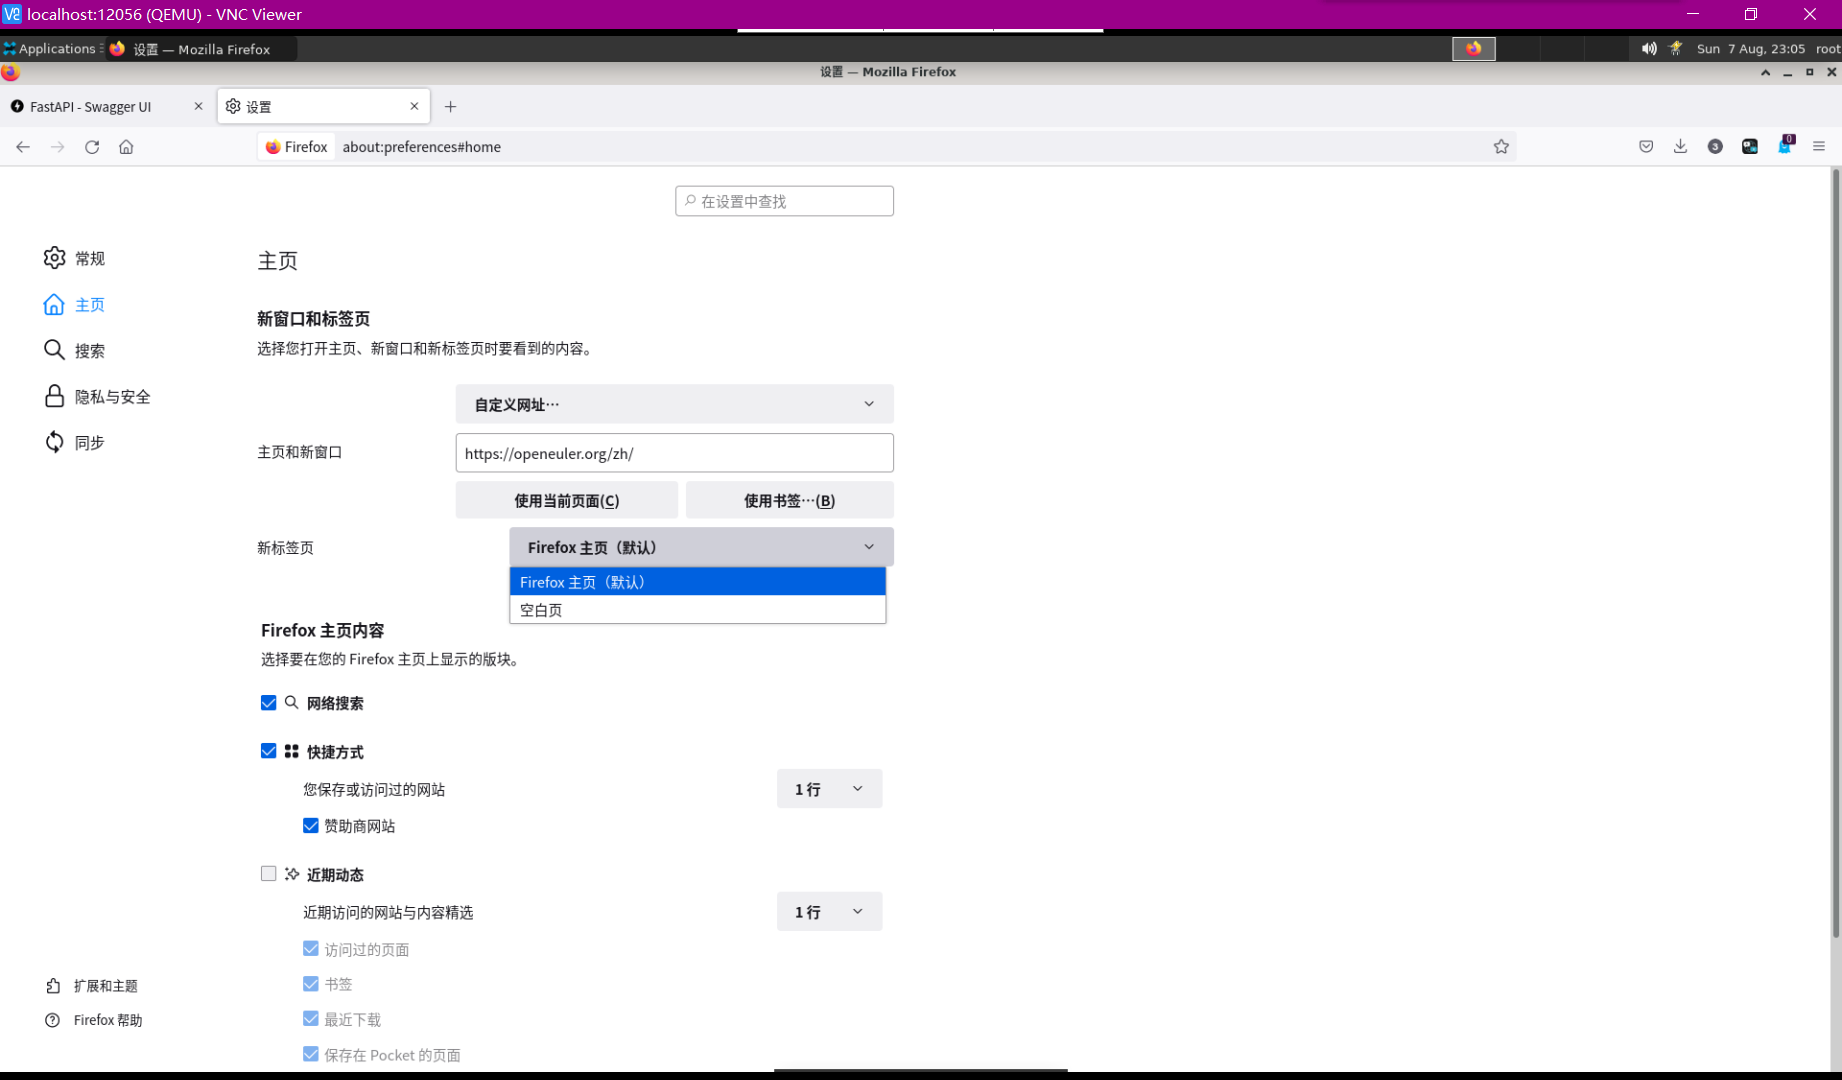 localhost:12056 (QEMU) - VNC Viewer
Applications
设置 — Mozilla Firefox
Sun 7 Aug, 23:05
root
设置 — Mozilla Firefox
FastAPI - Swagger UI
设置
Firefox
about:preferences#home
3
0
在设置中查找
常规
主页
搜索
隐私与安全
同步
主页
新窗口和标签页
选择您打开主页、新窗口和新标签页时要看到的内容。
自定义网址…
主页和新窗口
https://openeuler.org/zh/
使用当前页面(C)
使用书签…(B)
新标签页
Firefox 主页（默认）
Firefox 主页（默认）
空白页
Firefox 主页内容
选择要在您的 Firefox 主页上显示的版块。
网络搜索
快捷方式
您保存或访问过的网站
1 行
赞助商网站
近期动态
近期访问的网站与内容精选
1 行
访问过的页面
书签
最近下载
保存在 Pocket 的页面
扩展和主题
Firefox 帮助